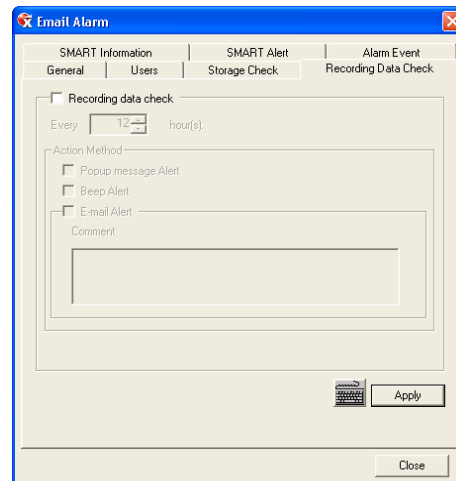 Email Alarm
SMART Information SMART Alert Alarm Event
General Users Storage Check Recording Data Check
Recording data check
Every 12 hour(s).
Action Method
Popup message Alert
Beep Alert
E-mail Alert
Comment
Apply
Close